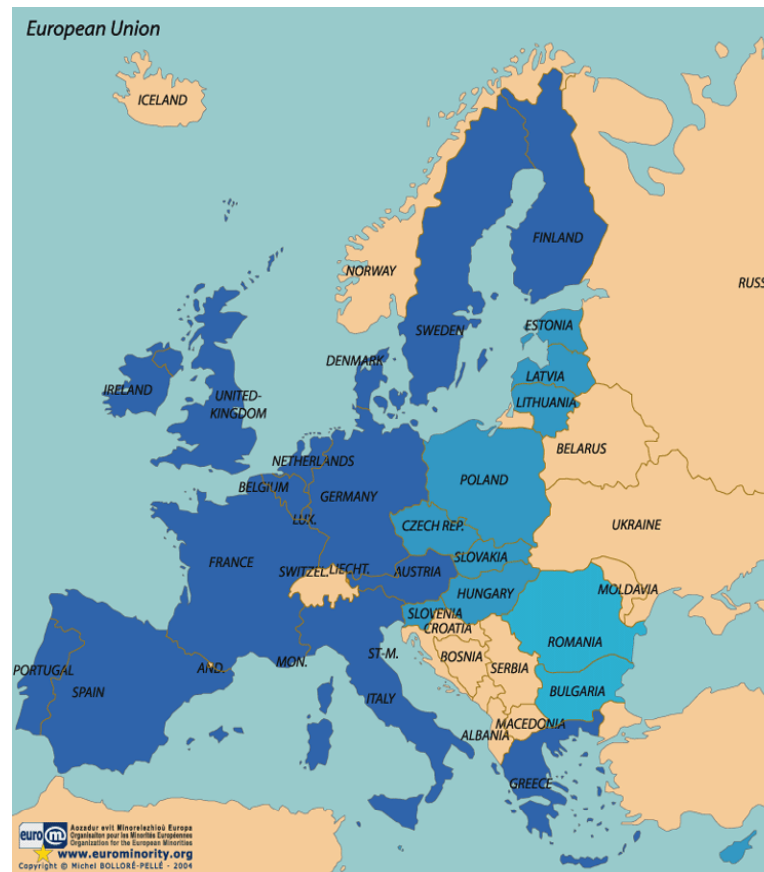 European Union
ICELAND
FINLAND
NORWAY
RUSS
SWEDEN
ESTONIA
DENMARK
LATVIA
IRELAND
UNITED-
KINGDOM
LITHUANIA
BELARUS
NETHERLANDS
BELGIUM
GERMANY
POLAND
LUX.
CZECH REP.
UKRAINE
FRANCE
SLOVAKIA
SWITZEL.
LIECHT.
AUSTRIA
HUNGARY
MOLDAVIA
SLOVENIA
CROATIA
ROMANIA
ST-M.
BOSNIA
MON.
SERBIA
PORTUGAL
AND.
SPAIN
ITALY
BULGARIA
MACEDONIA
ALBANIA
GREECE
euro m
Aozadur evit Minorelezhioù Europa
Organisaiton pour les Minorités Européennes
Organization for the European Minorities
www.eurominority.org
Copyright © Michel BOLLORÉ-PELLÉ - 2004